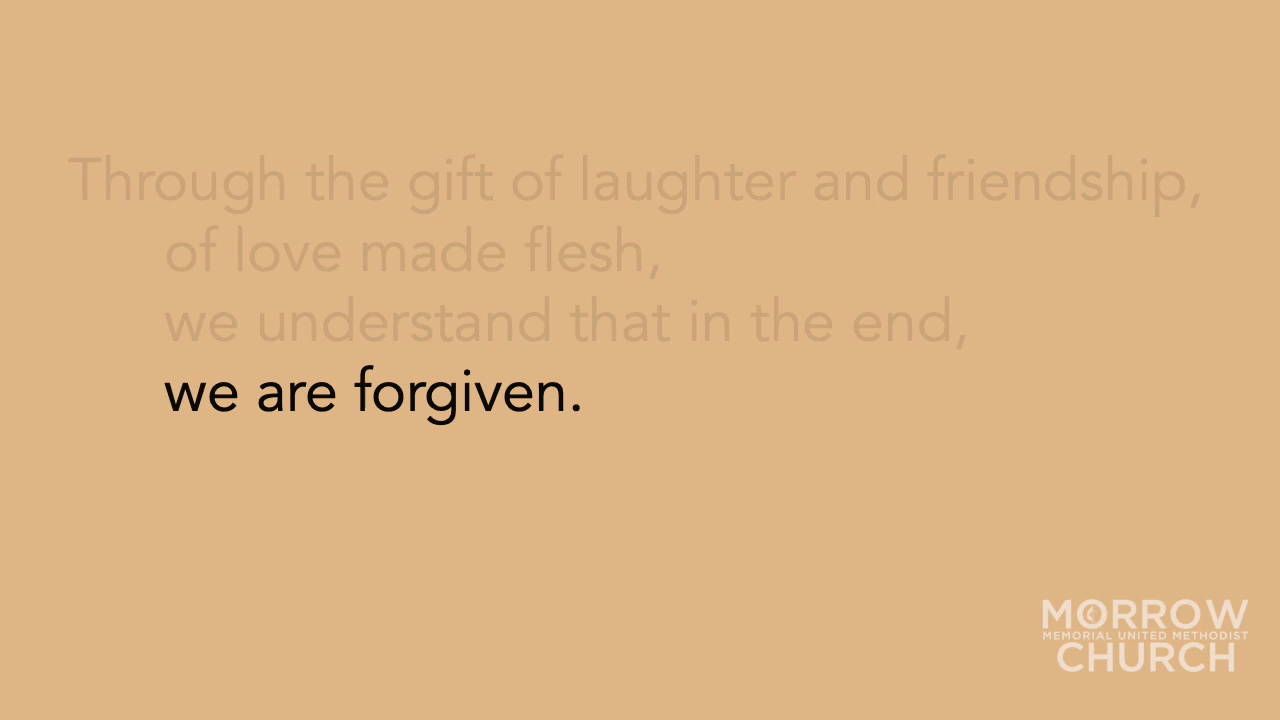 Through the gift of laughter and friendship,
of love made flesh,
we understand that in the end,
we are forgiven.
MORROW
MEMORIAL UNITED METHODIST
CHURCH